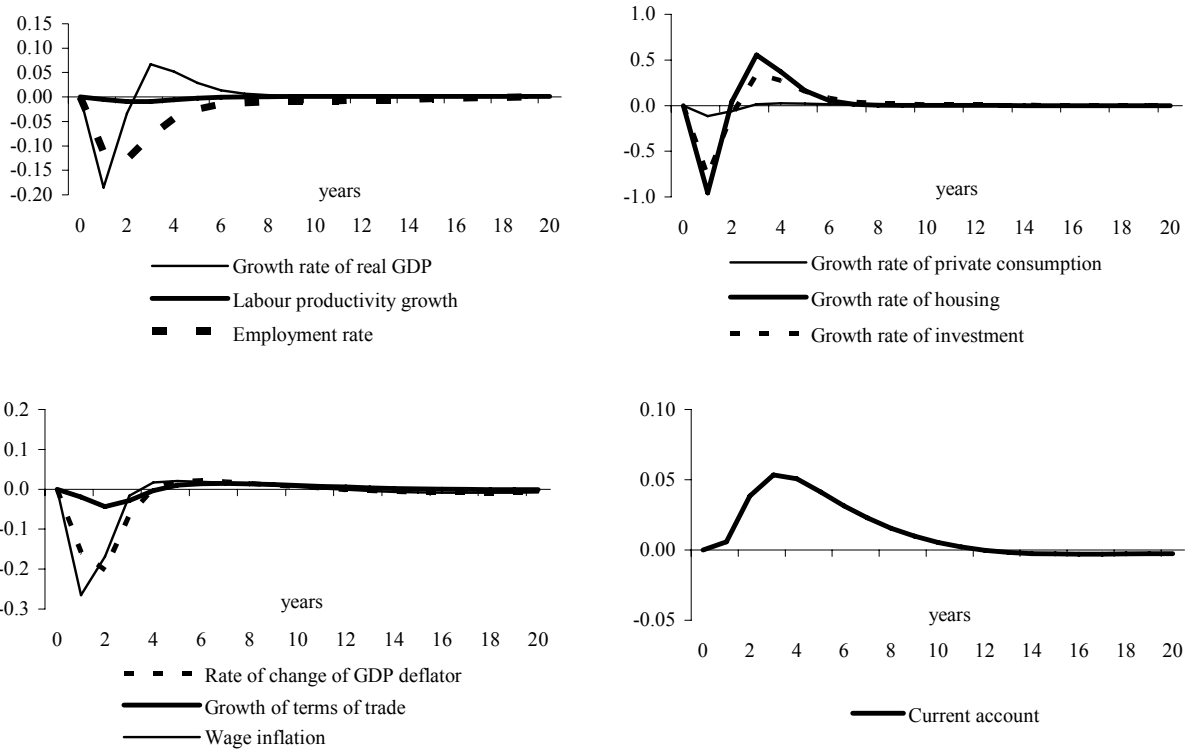 0.15
0.10
0.05
0.00
-0.05
-0.10
-0.15
-0.20
years
0 2 4 6 8 10 12 14 16 18 20
Growth rate of real GDP
Labour productivity growth
Employment rate
1.0
0.5
0.0
-0.5
-1.0
years
0 2 4 6 8 10 12 14 16 18 20
Growth rate of private consumption
Growth rate of housing
Growth rate of investment
0.2
0.1
0.0
-0.1
-0.2
-0.3
years
0 2 4 6 8 10 12 14 16 18 20
Rate of change of GDP deflator
Growth of terms of trade
Wage inflation
0.10
0.05
0.00
-0.05
years
0 2 4 6 8 10 12 14 16 18 20
Current account